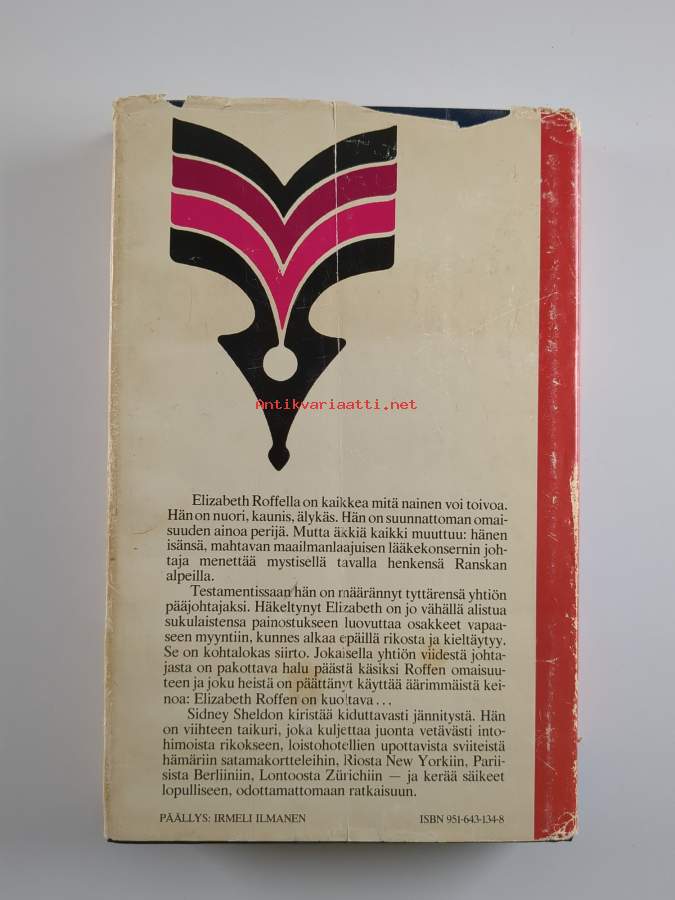 Antikvariaatti.net
Elizabeth Roffella on kaikkea mitä nainen voi toivoa.
Hän on nuori, kaunis, älykäs. Hän on suunnattoman omai-
suuden ainoa perijä. Mutta äkkiä kaikki muuttuu: hänen
isänsä, mahtavan maailmanlaajuisen lääkekonsernin joh-
taja menettää mystisellä tavalla henkensä Ranskan
alpeilla.
Testamentissaan hän on määrännyt tyttärensä yhtiön
pääjohtajaksi. Häkeltynyt Elizabeth on jo vähällä alistua
sukulaistensa painostukseen luovuttaa osakkeet vapaa-
seen myyntiin, kunnes alkaa epäillä rikosta ja kieltäytyy.
Se on kohtalokas siirto. Jokaisella yhtiön viidestä johta-
jasta on pakottava halu päästä käsiksi Roffen omaisuu-
teen ja joku heistä on päättänyt käyttää äärimmäistä kei-
noa: Elizabeth Roffen on kuoltava ...
Sidney Sheldon kiristää kiduttavasti jännitystä. Hän
on viihteen taikuri, joka kuljettaa juonta vetävästi into-
himoista rikokseen, loistohotellien upottavista sviiteistä
hämäriin satamakortteleihin, Riosta New Yorkiin, Parii-
sista Berliiniin, Lontoosta Zürichiin — ja kerää säikeet
lopulliseen, odottamattomaan ratkaisuun.
PÄÄLLYS: IRMELI ILMANEN
ISBN 951-643-134-8